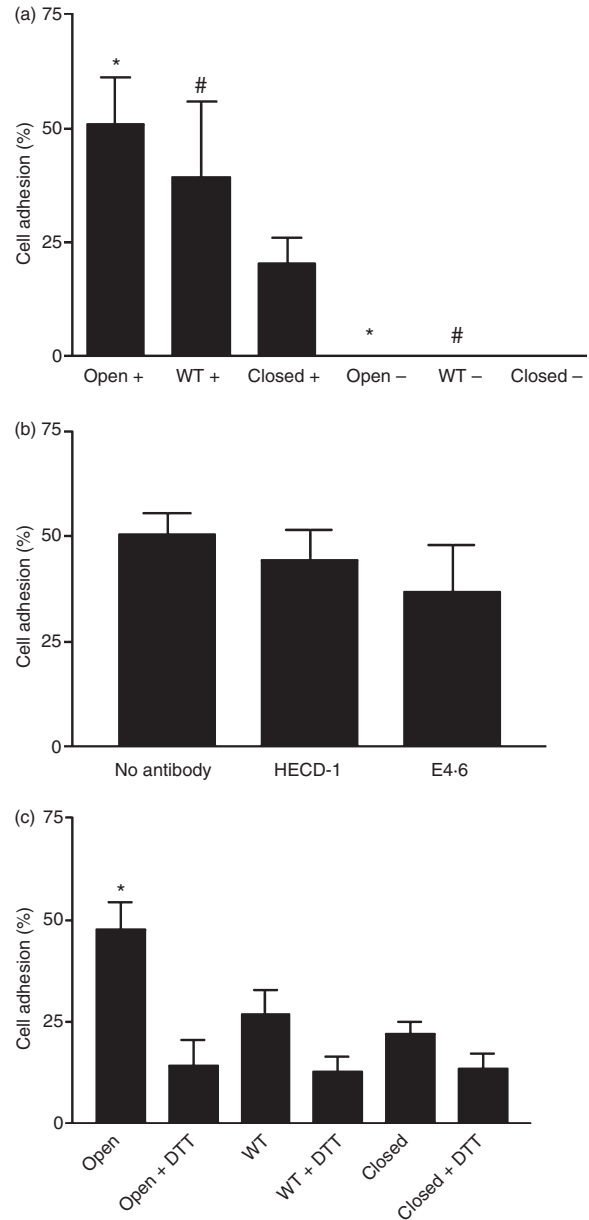 (a)
75
50
25
0
Cell adhesion (%)
*
#
*
#
Open +
WT +
Closed +
Open –
WT –
Closed –
(b)
75
50
25
0
Cell adhesion (%)
No antibody
HECD-1
E4·6
(c)
75
50
25
0
Cell adhesion (%)
*
Open
Open + DTT
WT
WT + DTT
Closed
Closed + DTT